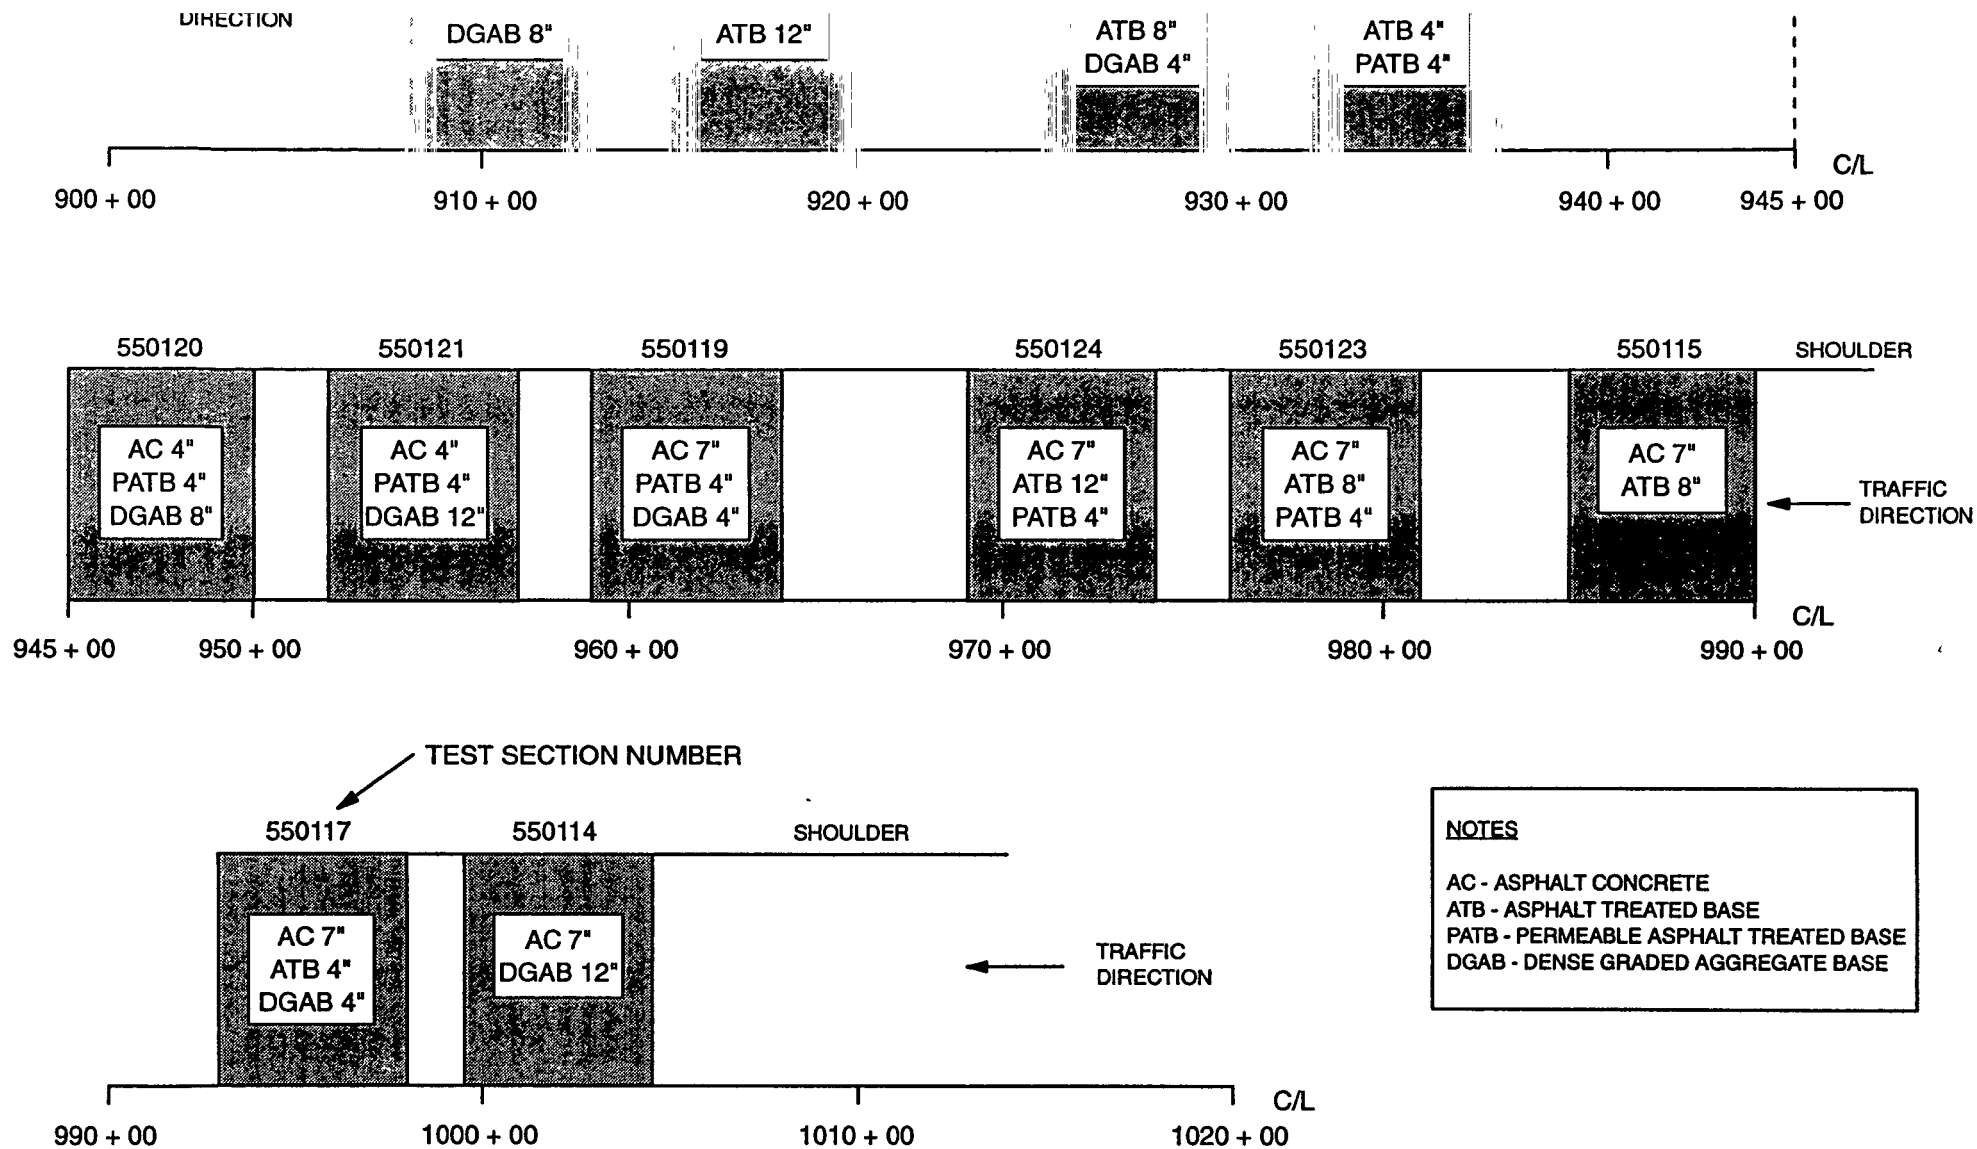 DIRECTION
DGAB 8"
ATB 12"
ATB 8"
DGAB 4"
ATB 4"
PATB 4"
C/L
900 + 00
910 + 00
920 + 00
930 + 00
940 + 00
945 + 00
550120
550121
550119
550124
550123
550115
SHOULDER
AC 4"
PATB 4"
DGAB 8"
AC 4"
PATB 4"
DGAB 12"
AC 7"
PATB 4"
DGAB 4"
AC 7"
ATB 12"
PATB 4"
AC 7"
ATB 8"
PATB 4"
AC 7"
ATB 8"
TRAFFIC
DIRECTION
C/L
945 + 00
950 + 00
960 + 00
970 + 00
980 + 00
990 + 00
TEST SECTION NUMBER
550117
550114
SHOULDER
AC 7"
ATB 4"
DGAB 4"
AC 7"
DGAB 12"
TRAFFIC
DIRECTION
C/L
990 + 00
1000 + 00
1010 + 00
1020 + 00
NOTES
AC - ASPHALT CONCRETE
ATB - ASPHALT TREATED BASE
PATB - PERMEABLE ASPHALT TREATED BASE
DGAB - DENSE GRADED AGGREGATE BASE